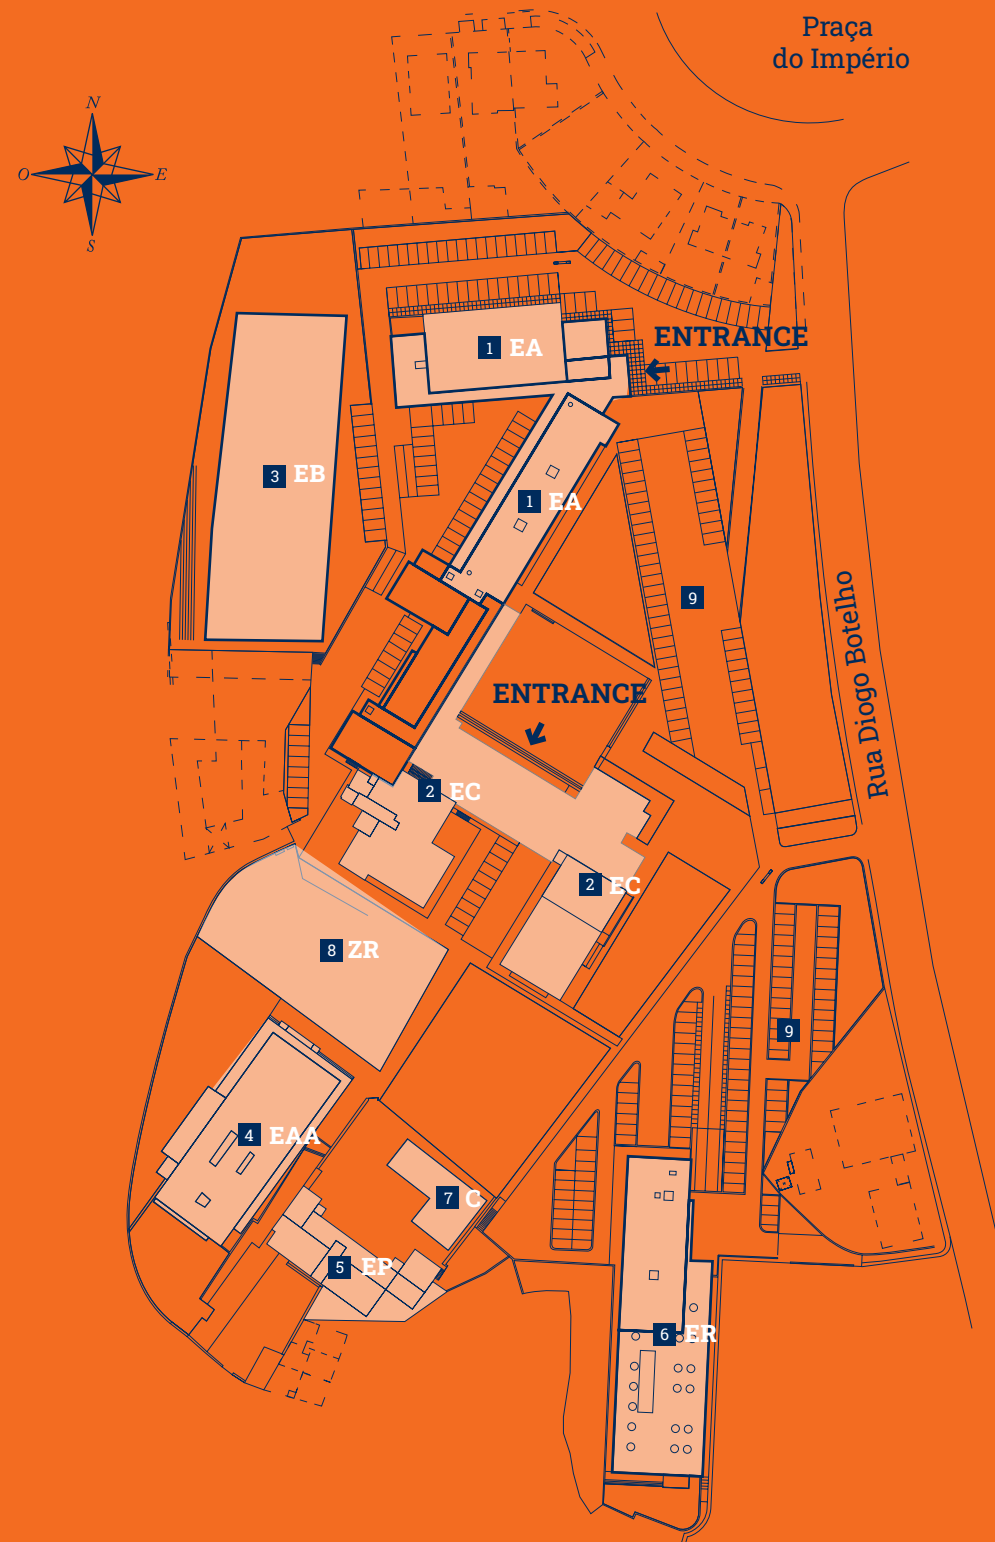 Praça
do Império
N
O
E
S
ENTRANCE
1 EA
3 EB
1 EA
9
Rua Diogo Botelho
ENTRANCE
2 EC
2 EC
8 ZR
9
4 EAA
7 C
5 EP
6 ER